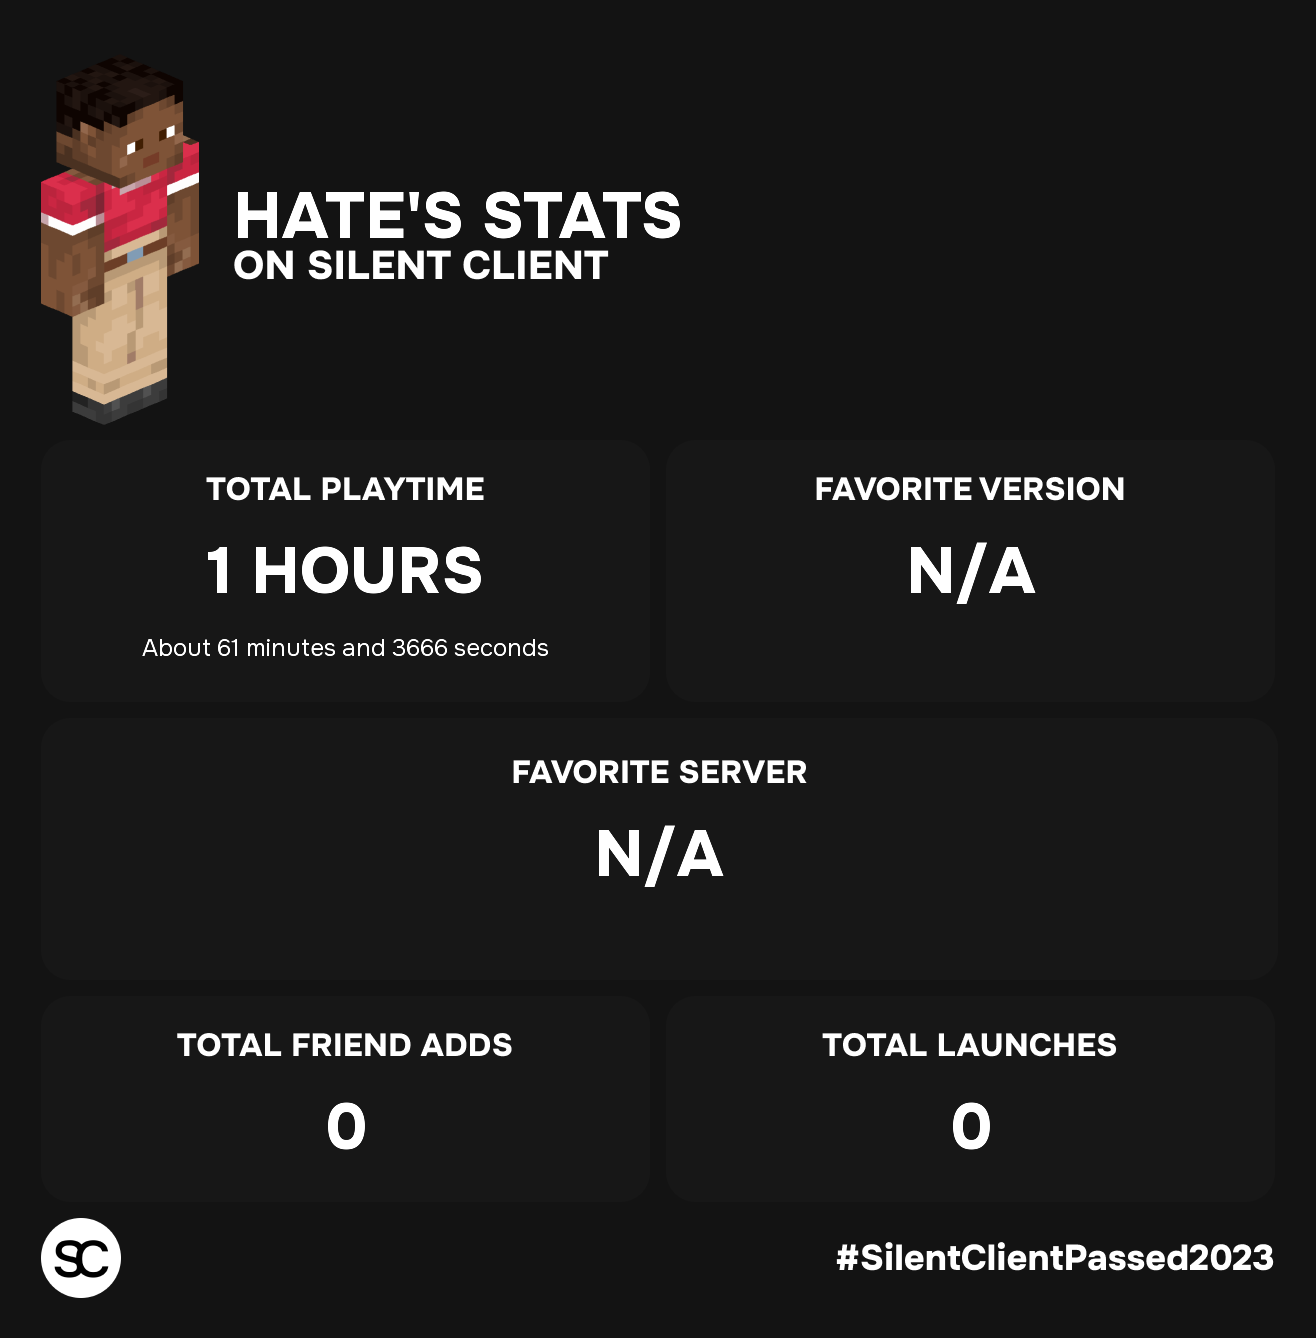 HATE'S STATS
ON SILENT CLIENT
TOTAL PLAYTIME
1 HOURS
About 61 minutes and 3666 seconds
FAVORITE VERSION
N/A
FAVORITE SERVER
N/A
TOTAL FRIEND ADDS
0
TOTAL LAUNCHES
0
SC
#SilentClientPassed2023